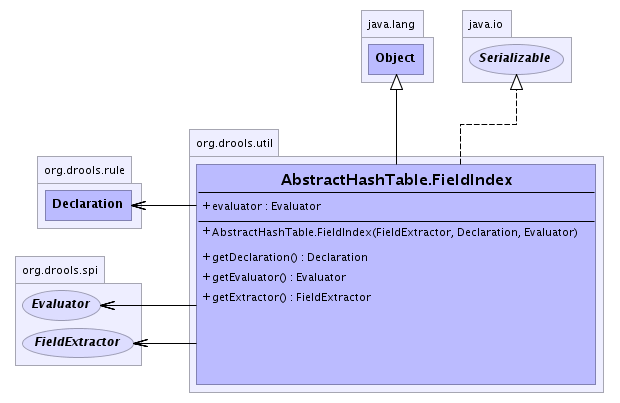 java.lang
java.io
Object
Serializable
org.drools.util
org.drools.rule
AbstractHashTable.FieldIndex
Declaration
+ evaluator : Evaluator
+ AbstractHashTable.FieldIndex(FieldExtractor, Declaration, Evaluator)
+ getDeclaration() : Declaration
org.drools.spi
+ getEvaluator() : Evaluator
+ getExtractor() : FieldExtractor
Evaluator
FieldExtractor